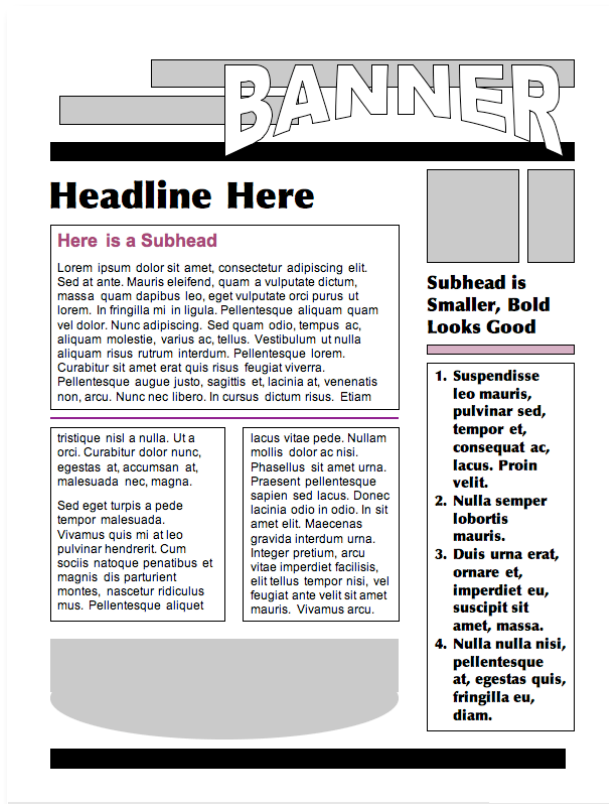 BANNER
Headline Here
Here is a Subhead
Lorem ipsum dolor sit amet, consectetur adipiscing elit.
Sed at ante. Mauris eleifend, quam a vulputate dictum,
massa quam dapibus leo, eget vulputate orci purus ut
lorem. In fringilla mi in ligula. Pellentesque aliquam quam
vel dolor. Nunc adipiscing. Sed quam odio, tempus ac,
aliquam molestie, varius ac, tellus. Vestibulum ut nulla
aliquam risus rutrum interdum. Pellentesque lorem.
Curabitur sit amet erat quis risus feugiat viverra.
Pellentesque augue justo, sagittis et, lacinia at, venenatis
non, arcu. Nunc nec libero. In cursus dictum risus. Etiam
tristique nisl a nulla. Ut a
orci. Curabitur dolor nunc,
egestas at, accumsan at,
malesuada nec, magna.
Sed eget turpis a pede
tempor malesuada.
Vivamus quis mi at leo
pulvinar hendrerit. Cum
sociis natoque penatibus et
magnis dis parturient
montes, nascetur ridiculus
mus. Pellentesque aliquet
lacus vitae pede. Nullam
mollis dolor ac nisi.
Phasellus sit amet urna.
Praesent pellentesque
sapien sed lacus. Donec
lacinia odio in odio. In sit
amet elit. Maecenas
gravida interdum urna.
Integer pretium, arcu
vitae imperdiet facilisis,
elit tellus tempor nisi, vel
feugiat ante velit sit amet
mauris. Vivamus arcu.
Subhead is
Smaller, Bold
Looks Good
1. Suspendisse
leo mauris,
pulvinar sed,
tempor et,
consequat ac,
lacus. Proin
velit.
2. Nulla semper
lobortis
mauris.
3. Duis urna erat,
ornare et,
imperdiet eu,
suscipit sit
amet, massa.
4. Nulla nulla nisi,
pellentesque
at, egestas quis,
fringilla eu,
diam.